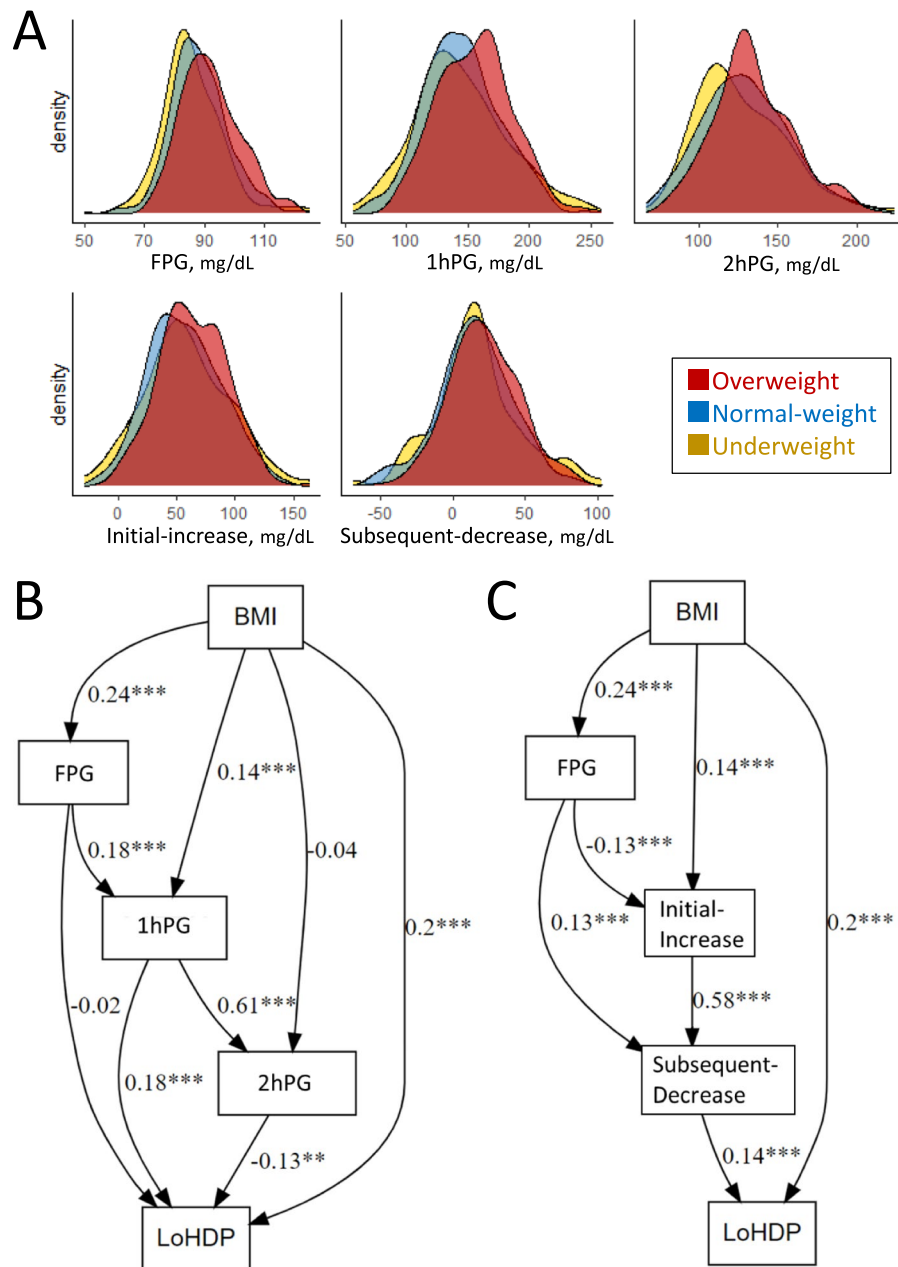 A
density
50 70 90 110
FPG, mg/dL
50 100 150 200 250
1hPG, mg/dL
100 150 200
2hPG, mg/dL
density
0 50 100 150
Initial-increase, mg/dL
-50 0 50 100
Subsequent-decrease, mg/dL
Overweight
Normal-weight
Underweight
B
BMI
0.24***
FPG
0.14***
0.18***
-0.04
1hPG
0.2***
-0.02
0.61***
0.18***
2hPG
-0.13**
LoHDP
C
BMI
0.24***
FPG
0.14***
-0.13***
0.13***
Initial-
Increase
0.2***
0.58***
Subsequent-
Decrease
0.14***
LoHDP